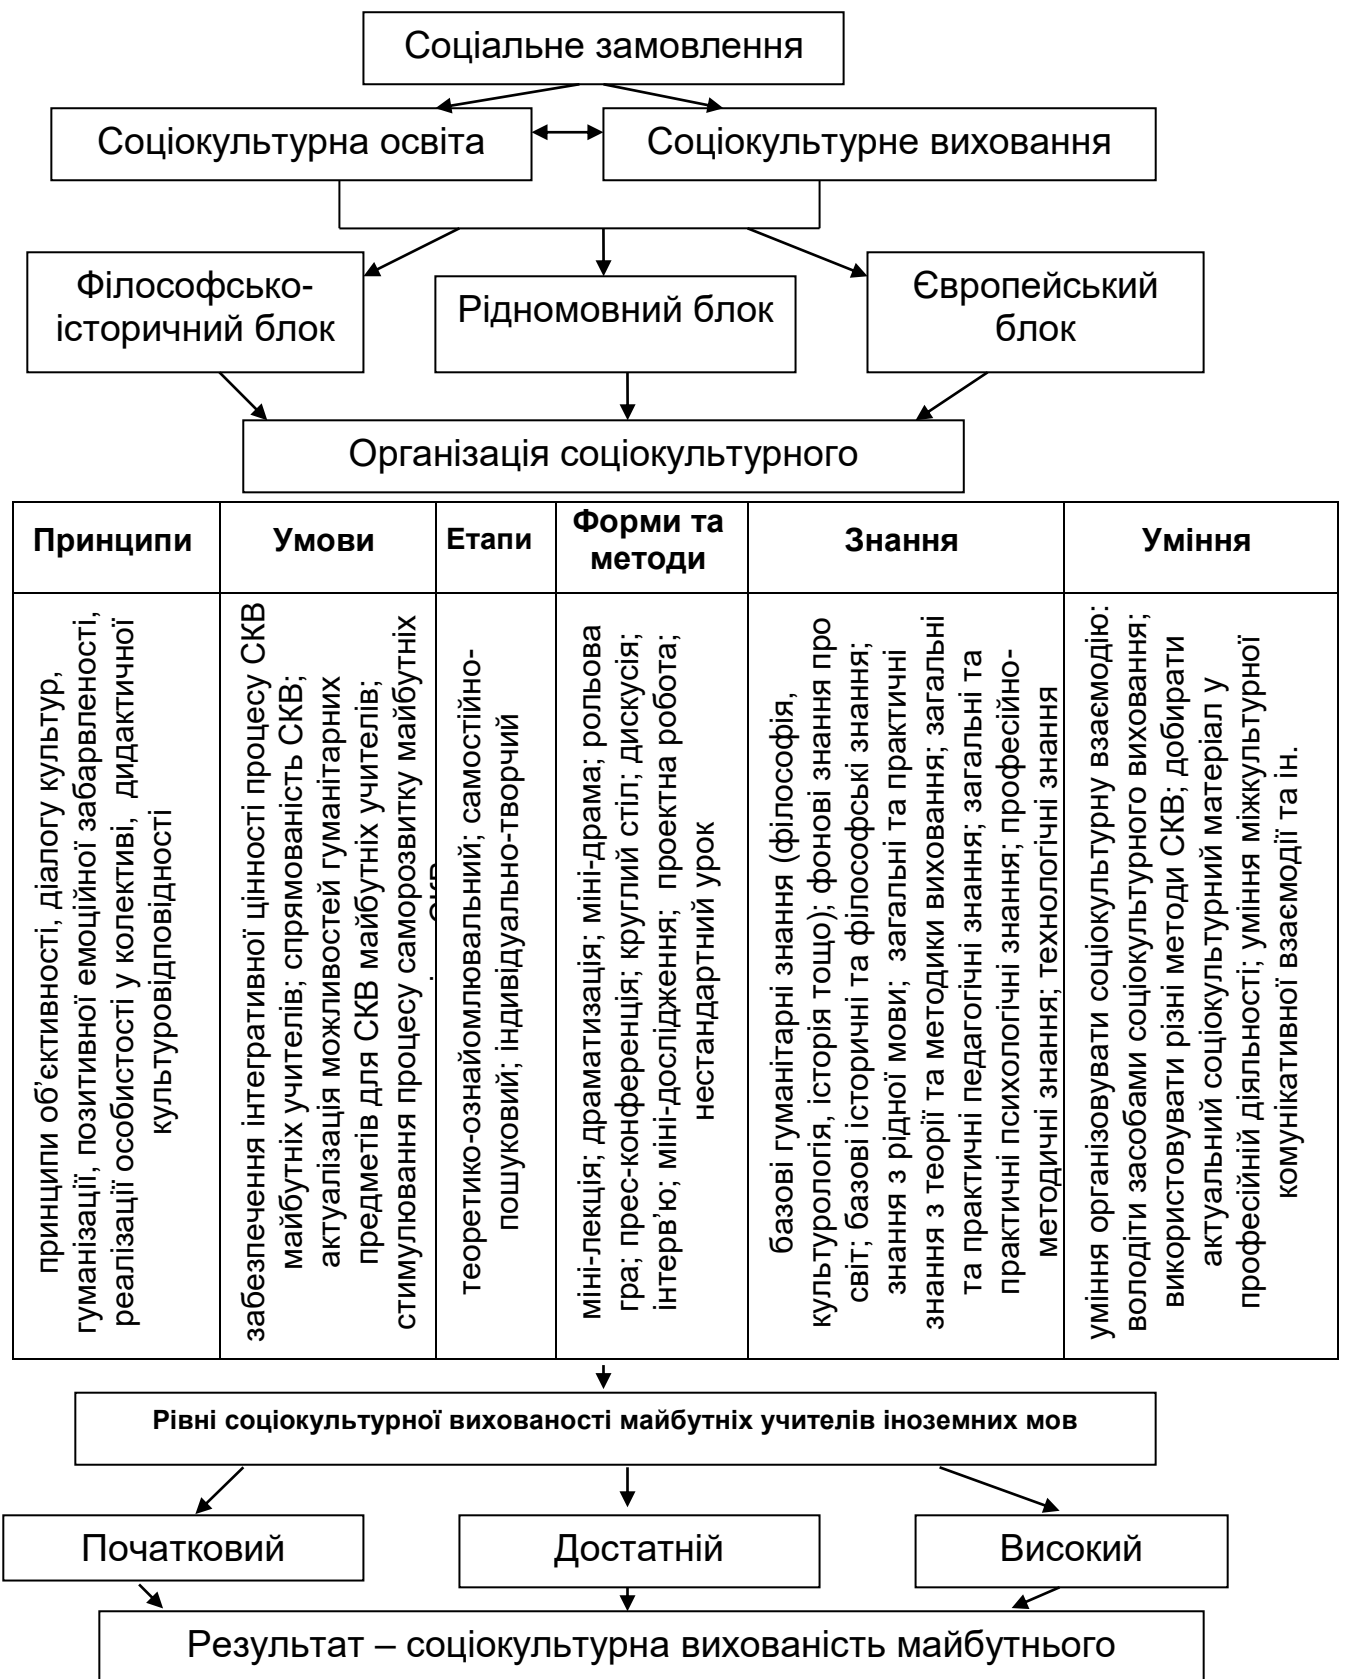 Соціальне замовлення
Соціокультурна освіта
Соціокультурне виховання
Філософсько-
історичний блок
Рідномовний блок
Європейський
блок
Організація соціокультурного
Принципи
Умови
Етапи
Форми та
методи
Знання
Уміння
принципи об’єктивності, діалогу культур,
гуманізації, позитивної емоційної забарвленості,
реалізації особистості у колективі, дидактичної
культуровідповідності
забезпечення інтегративної цінності процесу СКВ
майбутніх учителів; спрямованість СКВ;
актуалізація можливостей гуманітарних
предметів для СКВ майбутніх учителів;
стимулювання процесу саморозвитку майбутніх
теоретико-ознайомлювальний; самостійно-
пошуковий; індивідуально-творчий
міні-лекція; драматизація; міні-драма; рольова
гра; прес-конференція; круглий стіл; дискусія;
інтерв’ю; міні-дослідження; проектна робота;
нестандартний урок
базові гуманітарні знання (філософія,
культурологія, історія тощо); фонові знання про
світ; базові історичні та філософські знання;
знання з рідної мови; загальні та практичні
знання з теорії та методики виховання; загальні
та практичні педагогічні знання; загальні та
практичні психологічні знання; професійно-
методичні знання; технологічні знання
уміння організовувати соціокультурну взаємодію:
володіти засобами соціокультурного виховання;
використовувати різні методи СКВ; добирати
актуальний соціокультурний матеріал у
професійній діяльності; уміння міжкультурної
комунікативної взаємодії та ін.
Рівні соціокультурної вихованості майбутніх учителів іноземних мов
Початковий
Достатній
Високий
Результат – соціокультурна вихованість майбутнього